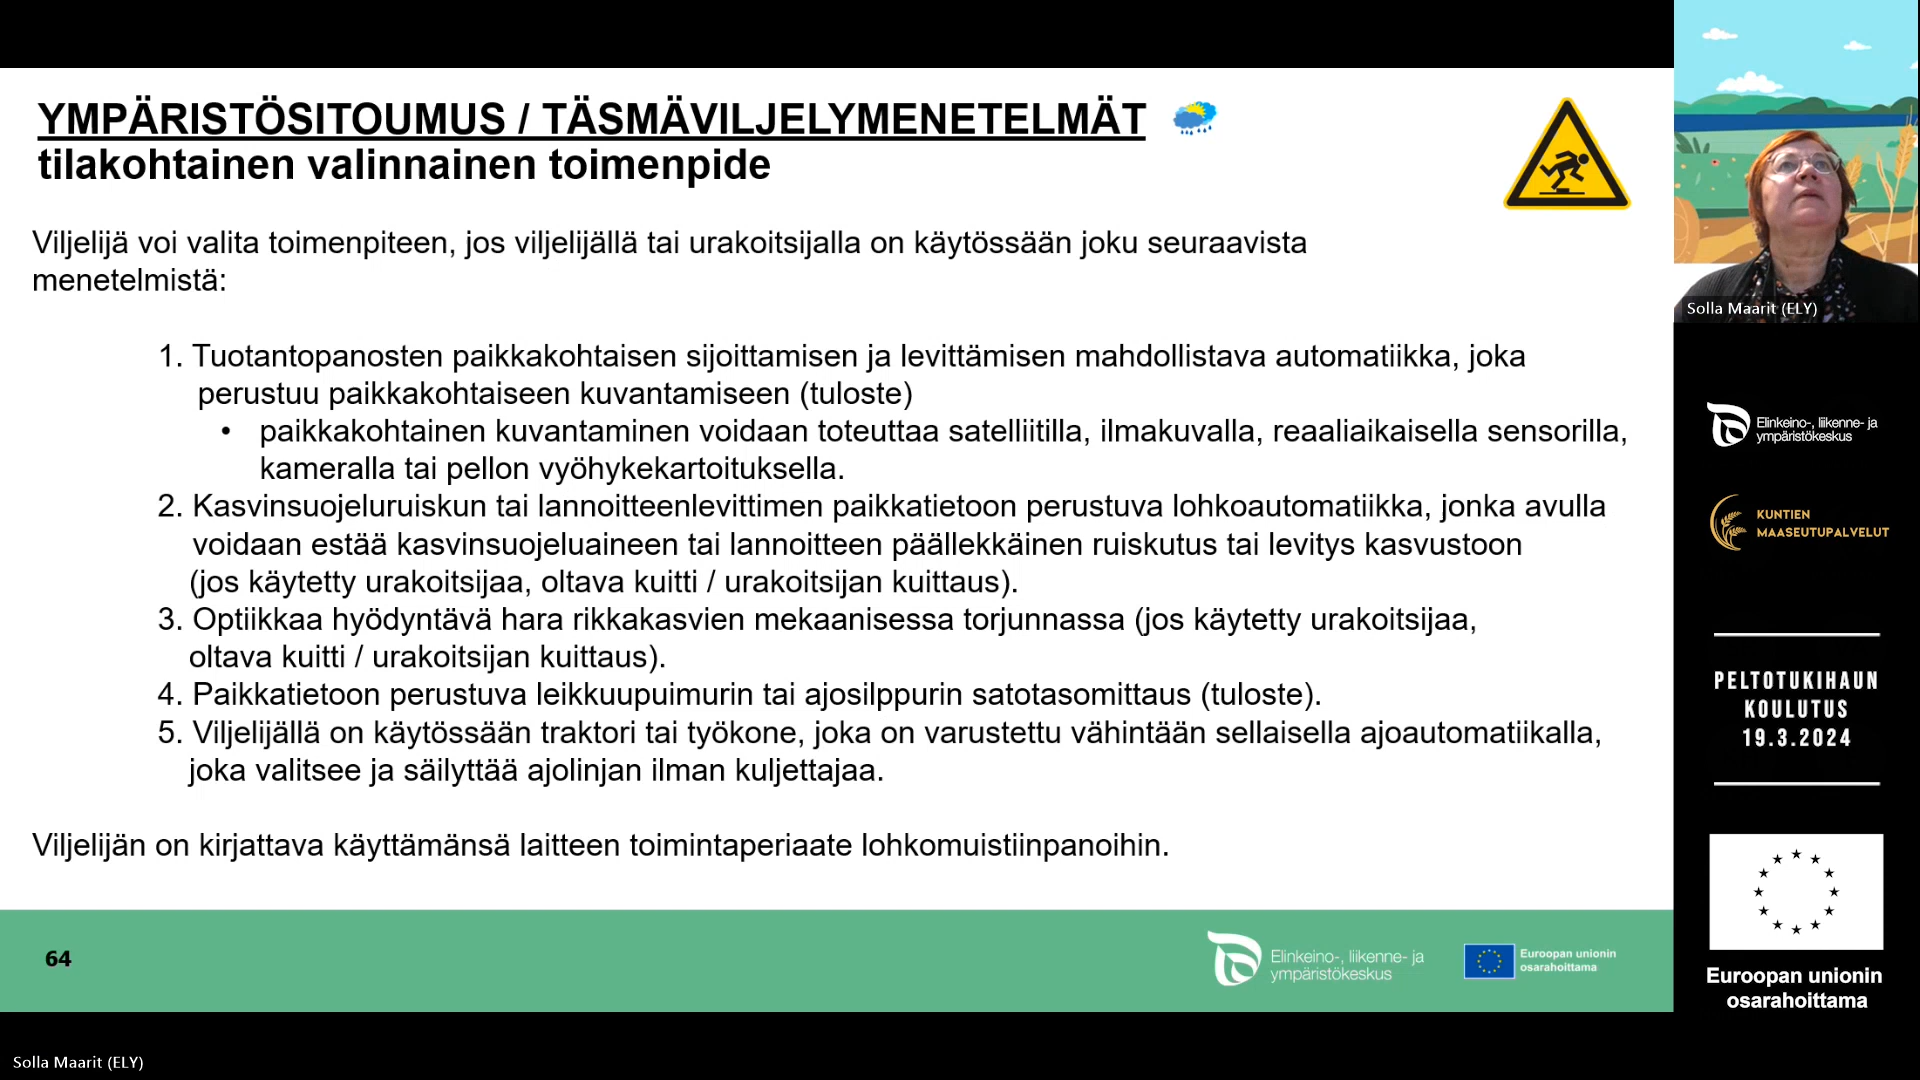 YMPÄRISTÖSITOUMUS / TÄSMÄVILJELYMENETELMÄT
tilakohtainen valinnainen toimenpide
Viljelijä voi valita toimenpiteen, jos viljelijällä tai urakoitsijalla on käytössään joku seuraavista
menetelmistä:
1. Tuotantopanosten paikkakohtaisen sijoittamisen ja levittämisen mahdollistava automatiikka, joka
perustuu paikkakohtaiseen kuvantamiseen (tuloste)
• paikkakohtainen kuvantaminen voidaan toteuttaa satelliitilla, ilmakuvalla, reaaliaikaisella sensorilla,
kameralla tai pellon vyöhykekartoituksella.
2. Kasvinsuojeluruiskun tai lannoitteenlevittimen paikkatietoon perustuva lohkoautomatiikka, jonka avulla
voidaan estää kasvinsuojeluaineen tai lannoitteen päällekkäinen ruiskutus tai levitys kasvustoon
(jos käytetty urakoitsijaa, oltava kuitti / urakoitsijan kuittaus).
3. Optiikkaa hyödyntävä hara rikkakasvien mekaanisessa torjunnassa (jos käytetty urakoitsijaa,
oltava kuitti / urakoitsijan kuittaus).
4. Paikkatietoon perustuva leikkuupuimurin tai ajosilppurin satotasomittaus (tuloste).
5. Viljelijällä on käytössään traktori tai työkone, joka on varustettu vähintään sellaisella ajoautomatiikalla,
joka valitsee ja säilyttää ajolinjan ilman kuljettajaa.
Viljelijän on kirjattava käyttämänsä laitteen toimintaperiaate lohkomuistiinpanoihin.
64
Elinkeino-, liikenne- ja
ympäristökeskus
Euroopan unionin
osarahoittama
Solla Maarit (ELY)
Elinkeino-, liikenne- ja
ympäristökeskus
KUNTIEN
MAASEUTUPALVELUT
PELTOTUKIHAUN
KOULUTUS
19.3.2024
Euroopan unionin
osarahoittama
Solla Maarit (ELY)